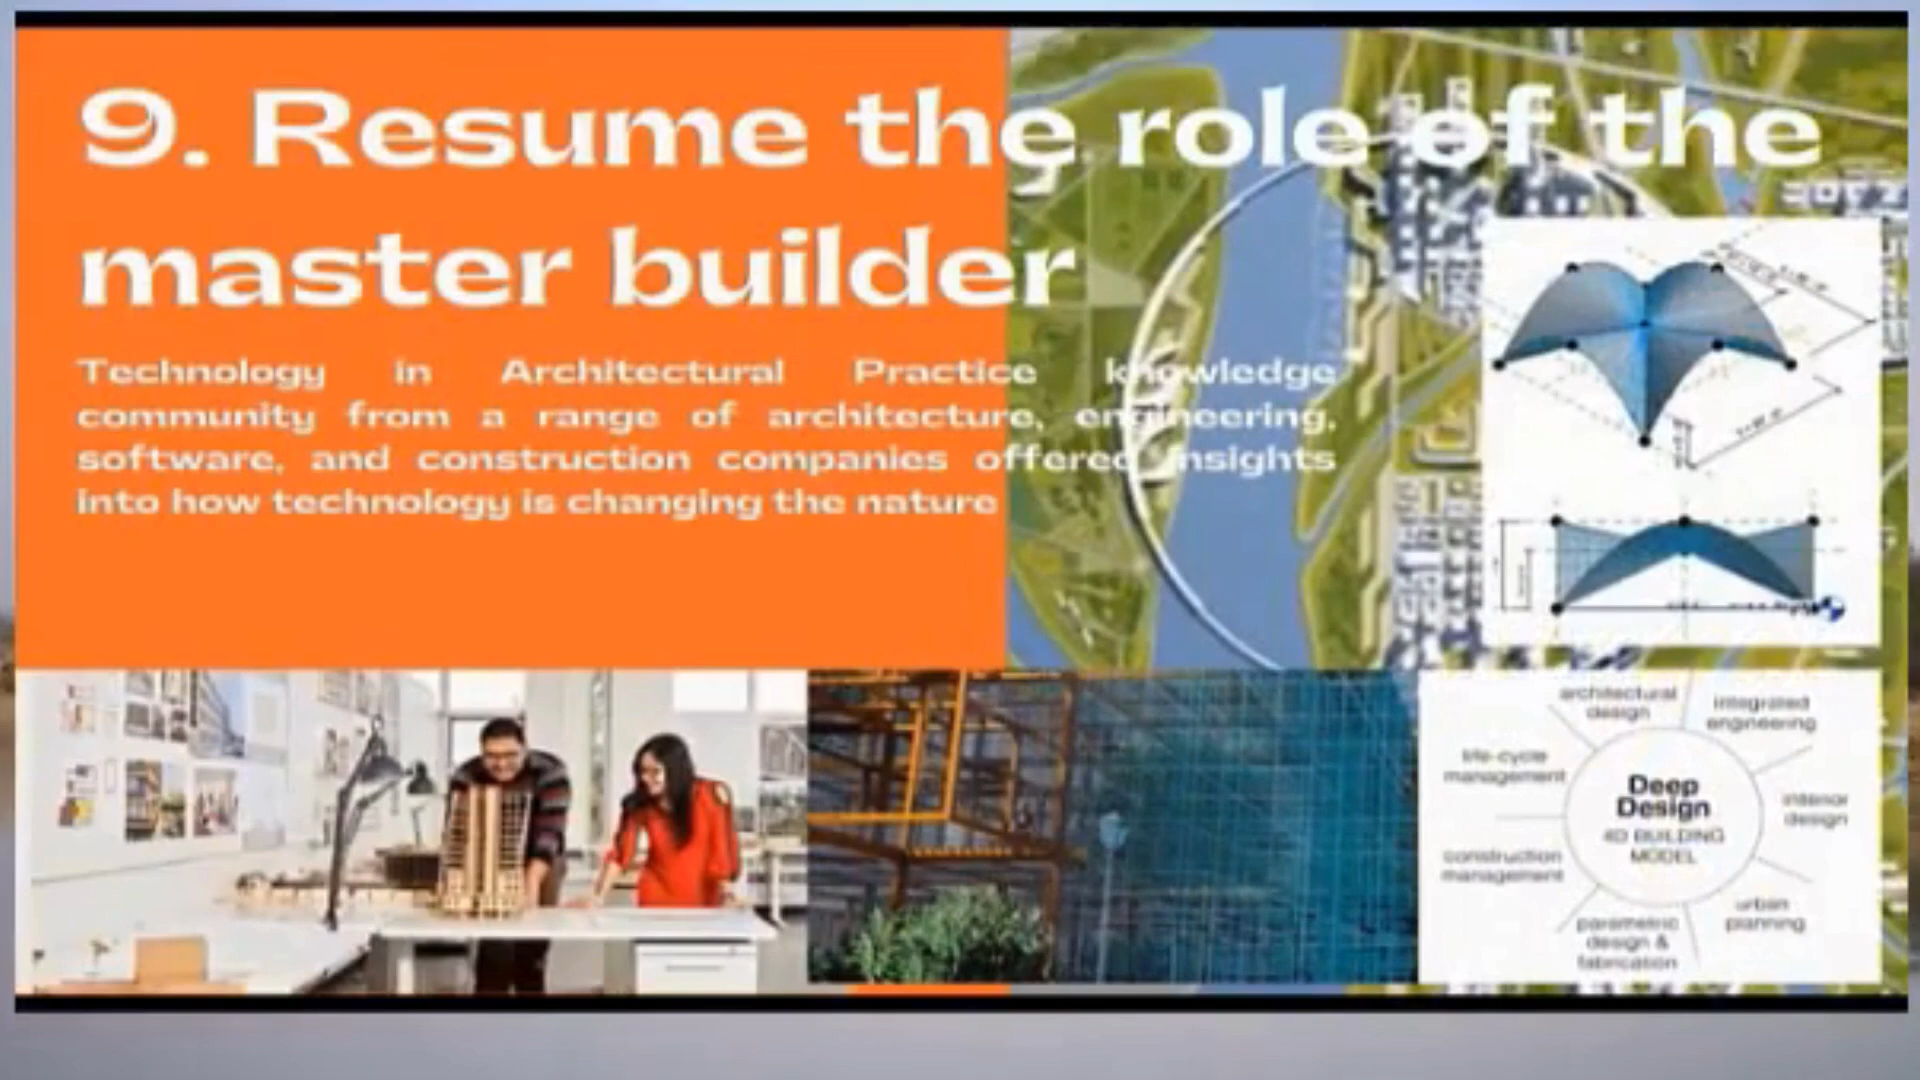 9. Resume the role of the
master builder
Technology in Architectural Practice knowledge
community from a range of architecture, engineering,
software, and construction companies offered insights
into how technology is changing the nature
architectural
design
integrated
engineering
life-cycle
management
Deep
Design
4D BUILDING
MODEL
interior
design
construction
management
urban
planning
parametric
design &
fabrication